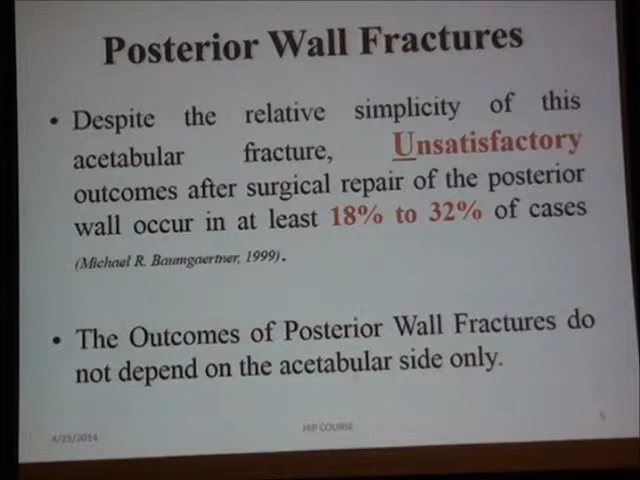 Posterior Wall Fractures
• Despite the relative simplicity of this
acetabular fracture, Unsatisfactory
outcomes after surgical repair of the posterior
wall occur in at least 18% to 32% of cases
(Michael R. Baumgaertner, 1999).
• The Outcomes of Posterior Wall Fractures do
not depend on the acetabular side only.
4/25/2014
HIP COURSE